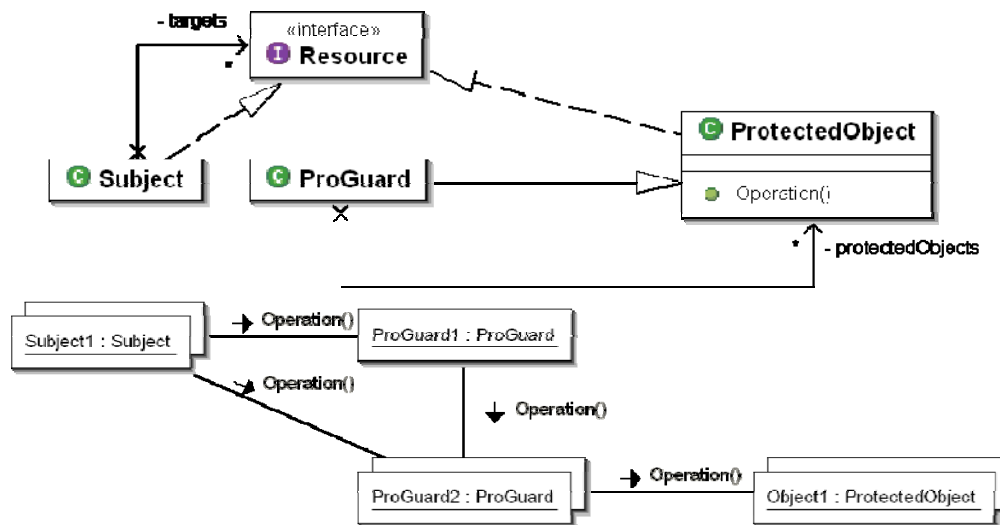 - targets
*
«interface»
I Resource
C Subject
C ProGuard
C ProtectedObject
Operation()
*
- protectedObjects
Subject1 : Subject
Operation()
ProGuard1 : ProGuard
Operation()
Operation()
ProGuard2 : ProGuard
Operation()
Object1 : ProtectedObject